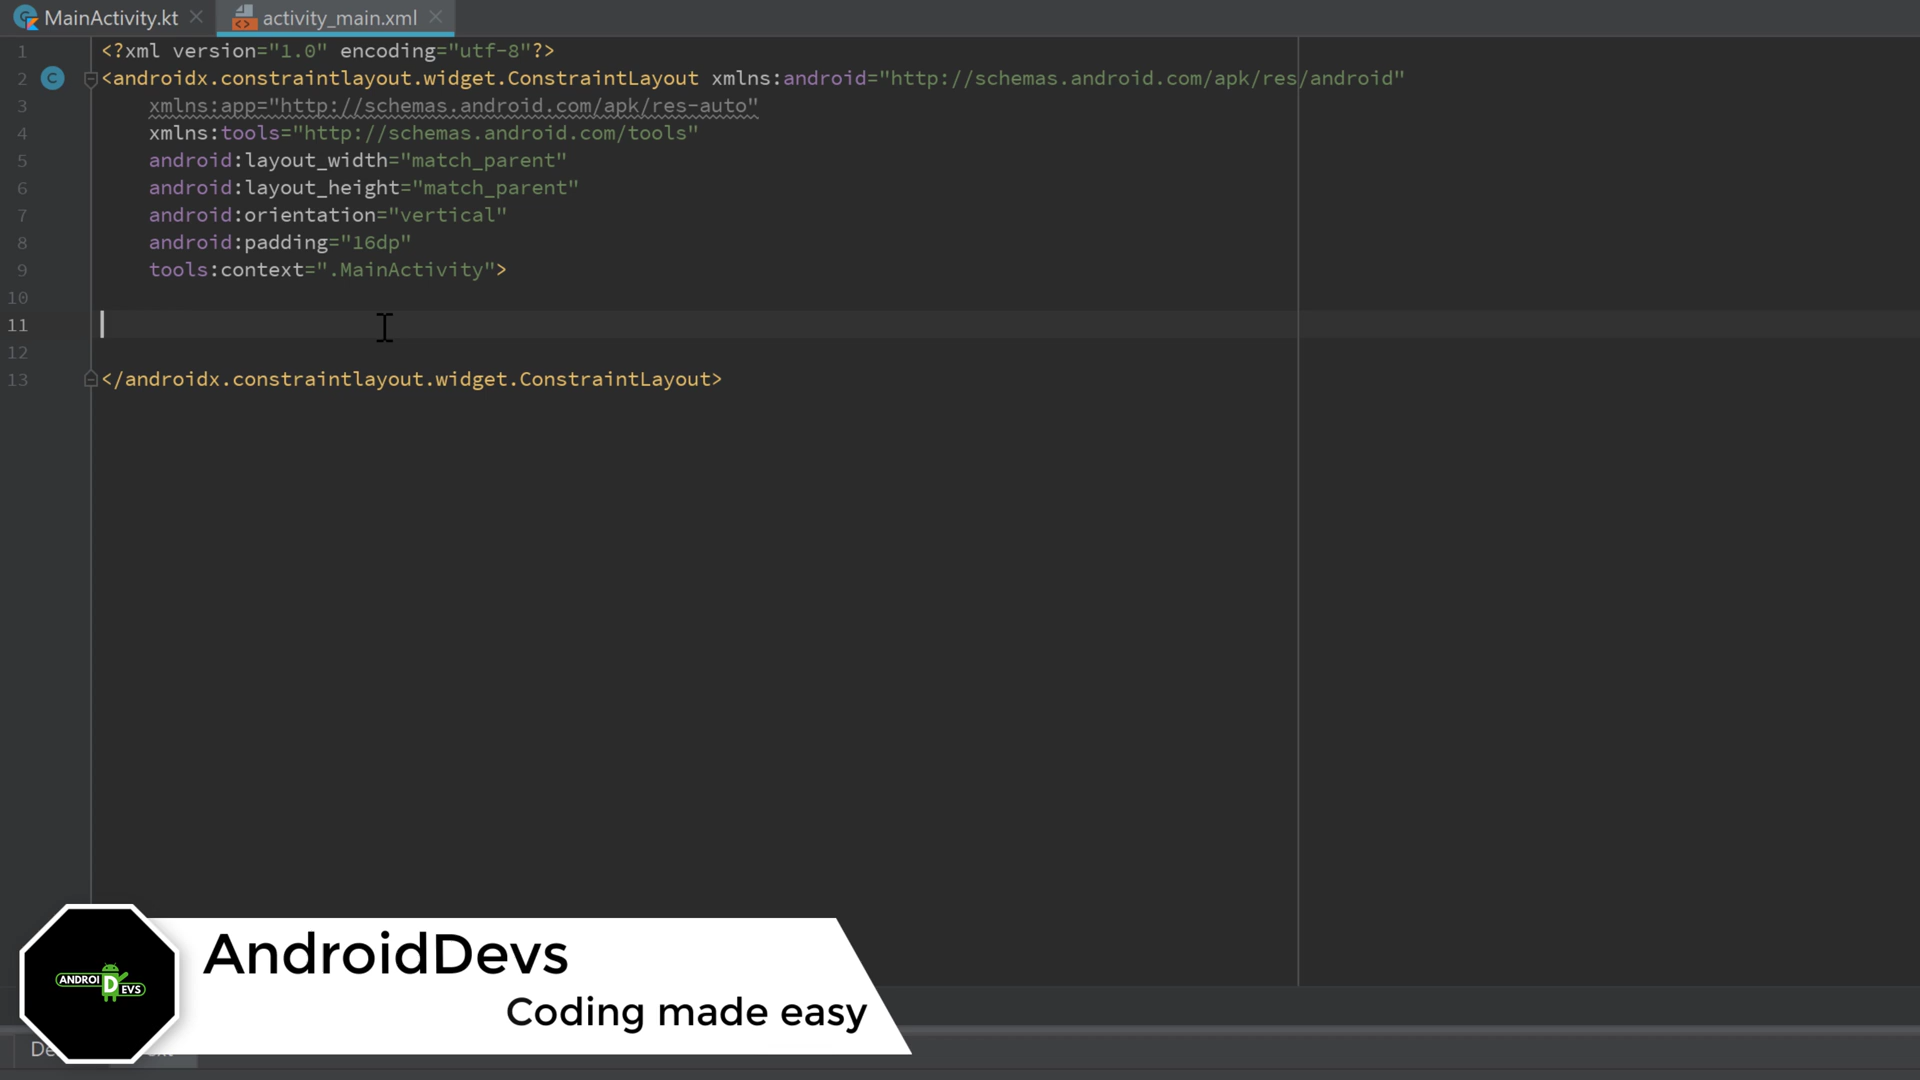 MainActivity.kt
activity_main.xml
1 <?xml version="1.0" encoding="utf-8"?>
2 <androidx.constraintlayout.widget.ConstraintLayout xmlns:android="http://schemas.android.com/apk/res/android"
3 xmlns:app="http://schemas.android.com/apk/res-auto"
4 xmlns:tools="http://schemas.android.com/tools"
5 android:layout_width="match_parent"
6 android:layout_height="match_parent"
7 android:orientation="vertical"
8 android:padding="16dp"
9 tools:context=".MainActivity">
10
11
12
13 </androidx.constraintlayout.widget.ConstraintLayout>
C
AndroidDevs
Coding made easy
ANDROI D EVS